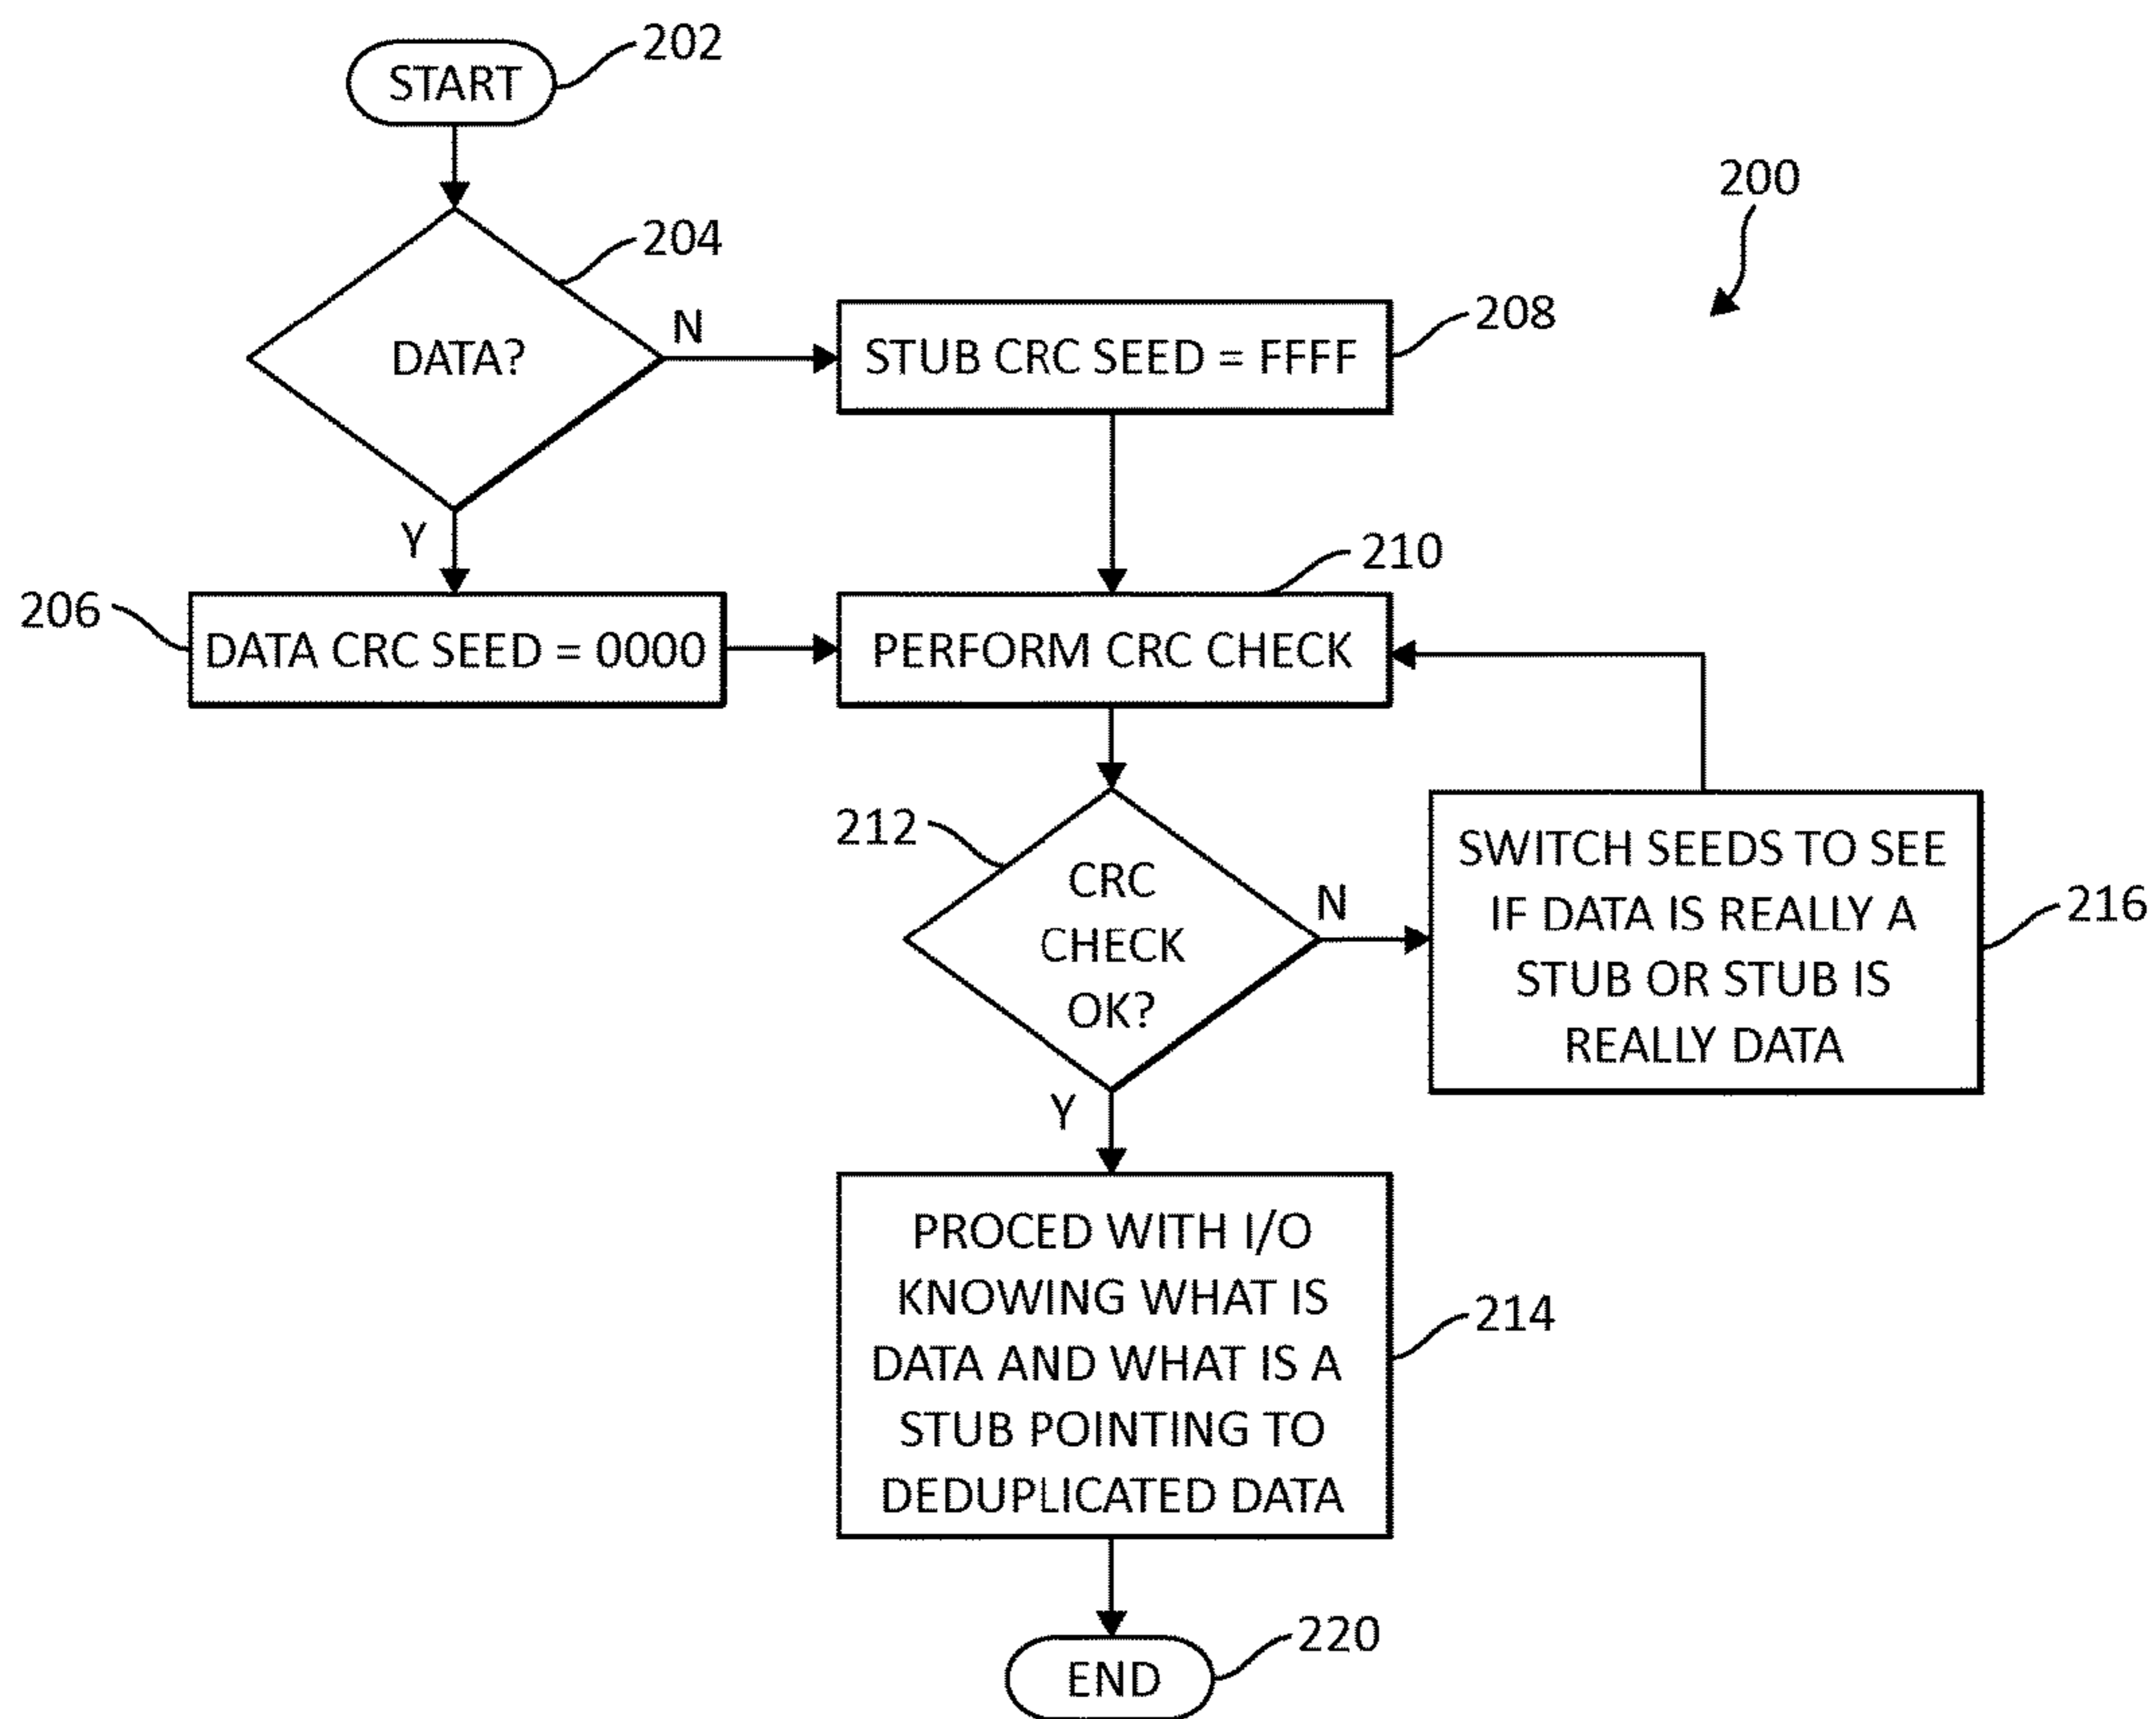 START
202
200
204
DATA?
N
STUB CRC SEED = FFFF
208
Y
206
DATA CRC SEED = 0000
PERFORM CRC CHECK
210
212
CRC
CHECK
OK?
N
SWITCH SEEDS TO SEE
IF DATA IS REALLY A
STUB OR STUB IS
REALLY DATA
216
Y
PROCED WITH I/O
KNOWING WHAT IS
DATA AND WHAT IS A
STUB POINTING TO
DEDUPLICATED DATA
214
END
220